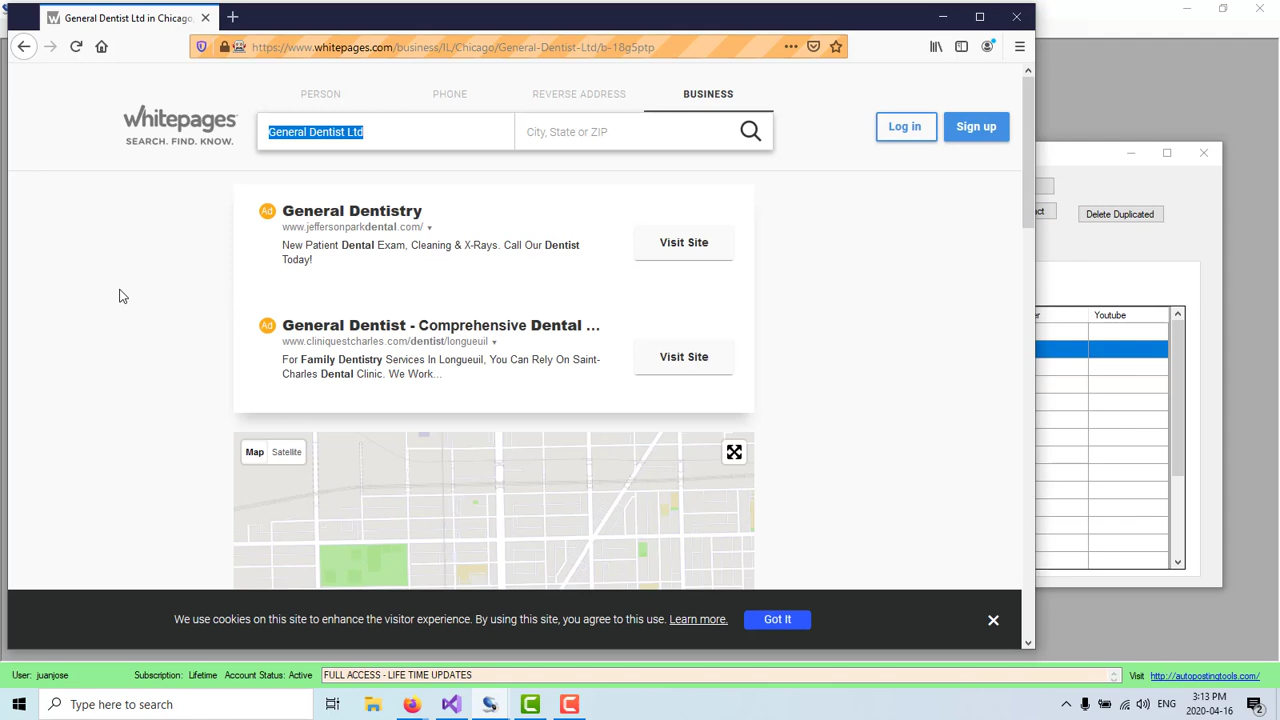 General Dentist Ltd in Chicago,
https://www.whitepages.com/business/IL/Chicago/General-Dentist-Ltd/b-18g5ptp
PERSON
PHONE
REVERSE ADDRESS
BUSINESS
whitepages
SEARCH. FIND. KNOW.
General Dentist Ltd
City, State or ZIP
Log in
Sign up
Ad
General Dentistry
www.jeffersonparkdental.com/
New Patient Dental Exam, Cleaning & X-Rays. Call Our Dentist
Today!
Visit Site
Ad
General Dentist - Comprehensive Dental ...
www.cliniquestcharles.com/dentist/longueuil
For Family Dentistry Services In Longueuil, You Can Rely On Saint-
Charles Dental Clinic. We Work...
Visit Site
Delete Duplicated
Youtube
Map
Satellite
We use cookies on this site to enhance the visitor experience. By using this site, you agree to this use. Learn more.
Got It
User: juanjose
Subscription: Lifetime
Account Status: Active
FULL ACCESS - LIFE TIME UPDATES
Visit
http://autopostingtools.com/
Type here to search
ENG
3:13 PM
2020-04-16
2